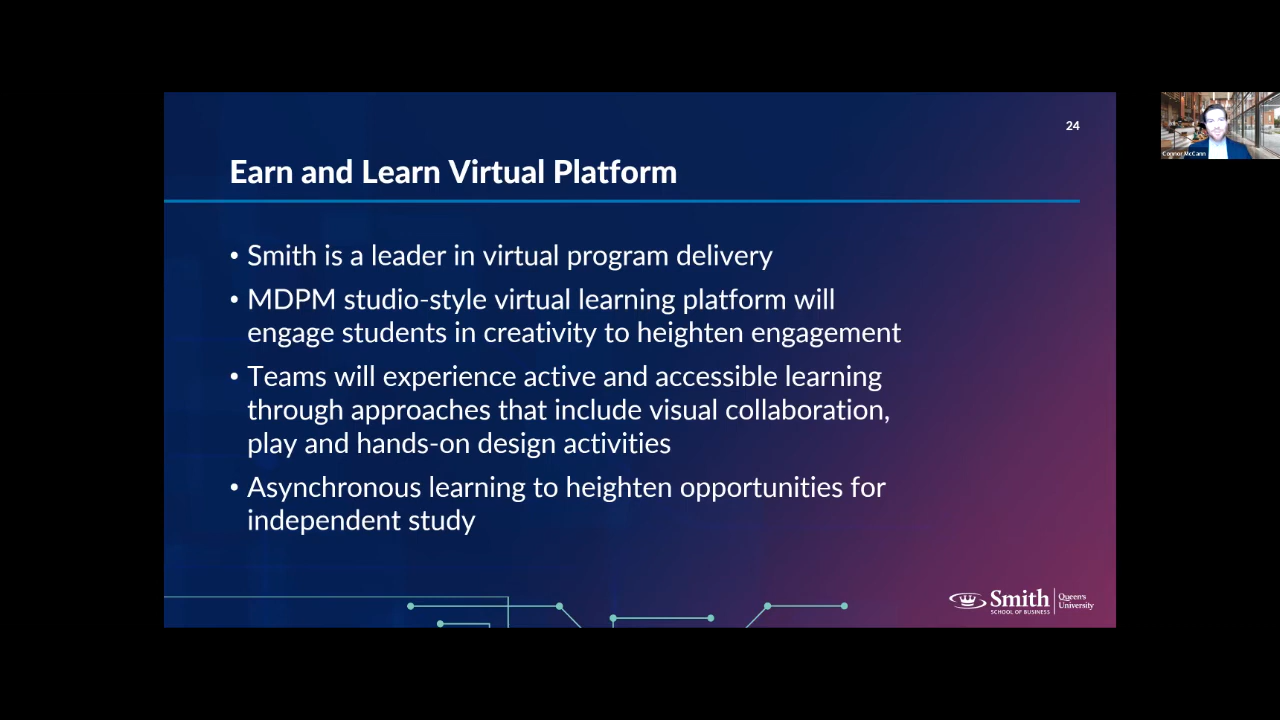 24
Connor McCann
Earn and Learn Virtual Platform
• Smith is a leader in virtual program delivery
• MDPM studio-style virtual learning platform will
engage students in creativity to heighten engagement
• Teams will experience active and accessible learning
through approaches that include visual collaboration,
play and hands-on design activities
• Asynchronous learning to heighten opportunities for
independent study
Smith
SCHOOL OF BUSINESS
Queen's
University